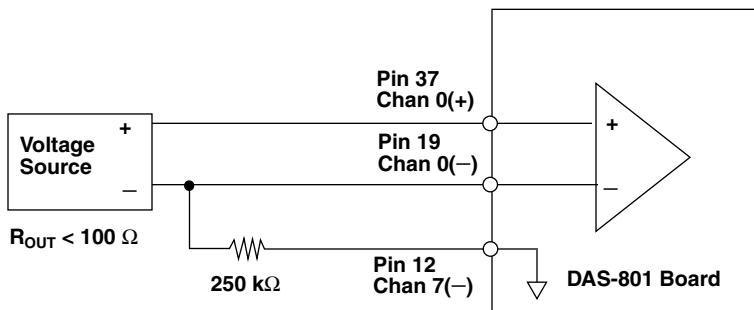 Pin 37
Chan 0(+)
Voltage
Source
+
−
Pin 19
Chan 0(−)
+
−
R_OUT < 100 Ω
250 kΩ
Pin 12
Chan 7(−)
DAS-801 Board